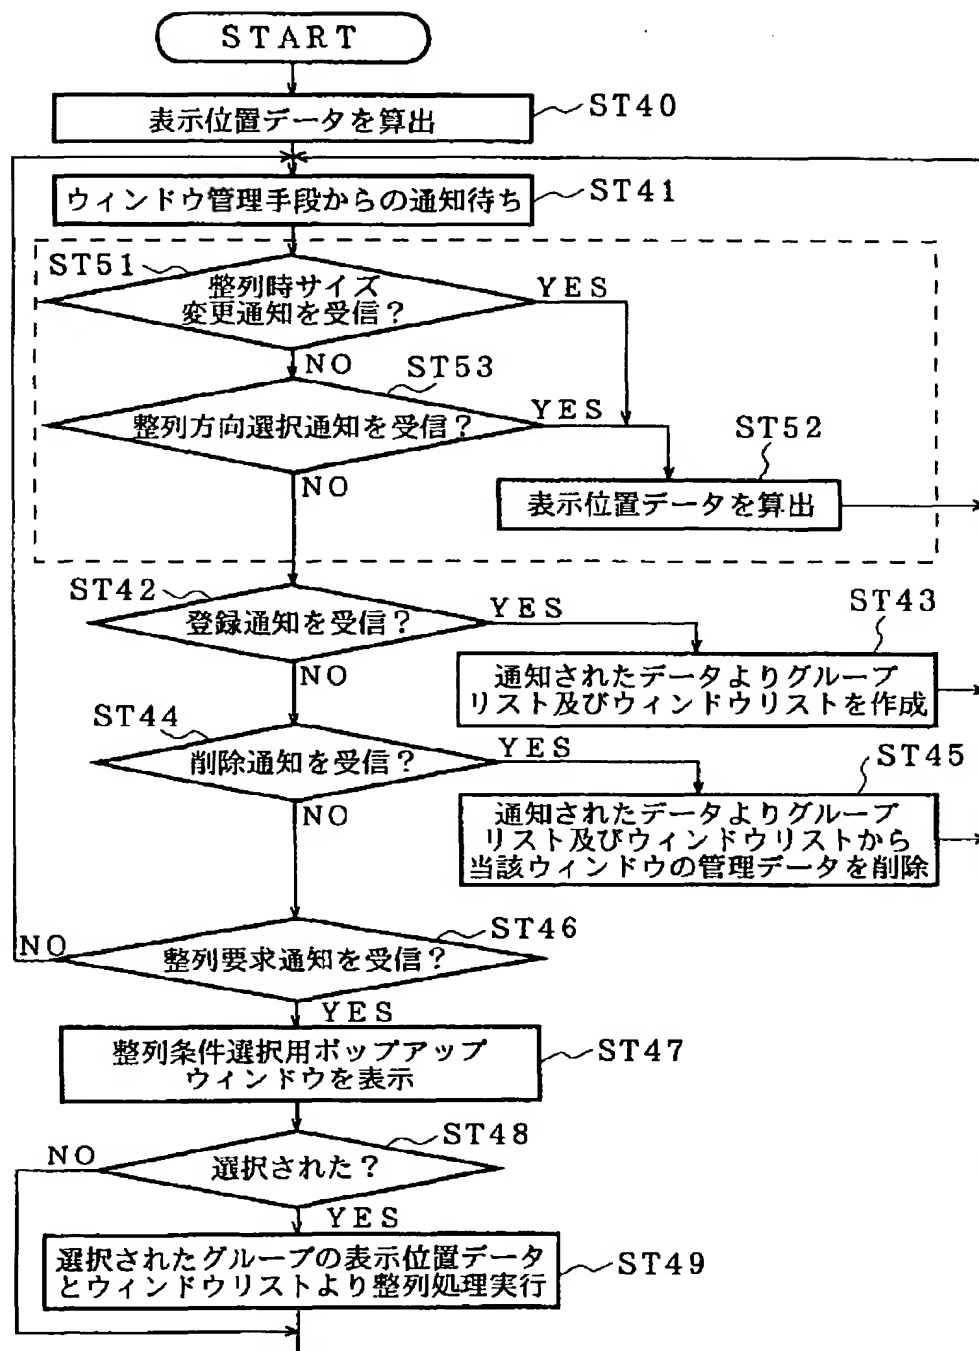 START
表示位置データを算出
ST40
ウィンドウ管理手段からの通知待ち
ST41
ST51
整列時サイズ
変更通知を受信?
YES
NO
ST53
整列方向選択通知を受信?
YES
NO
ST52
表示位置データを算出
ST42
登録通知を受信?
YES
NO
ST43
通知されたデータよりグループ
リスト及びウィンドウリストを作成
ST44
削除通知を受信?
YES
NO
ST45
通知されたデータよりグループ
リスト及びウィンドウリストから
当該ウィンドウの管理データを削除
ST46
整列要求通知を受信?
NO
YES
整列条件選択用ポップアップ
ウィンドウを表示
ST47
ST48
選択された?
NO
YES
選択されたグループの表示位置データ
とウィンドウリストより整列処理実行
ST49